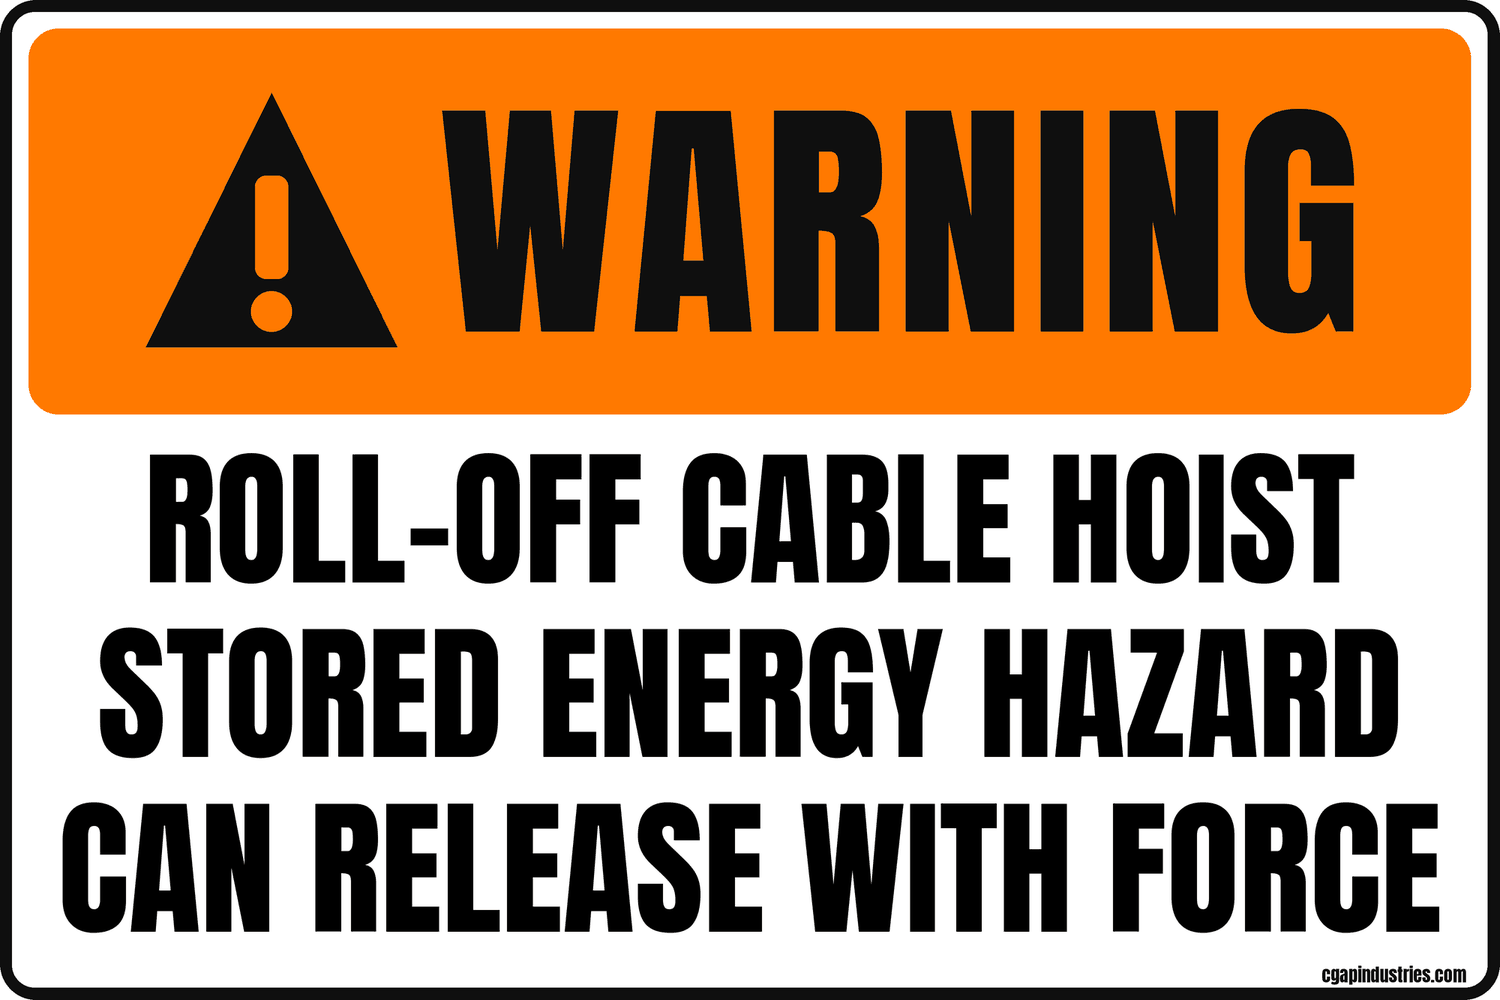 WARNING
ROLL-OFF CABLE HOIST
STORED ENERGY HAZARD
CAN RELEASE WITH FORCE
cgapindustries.com